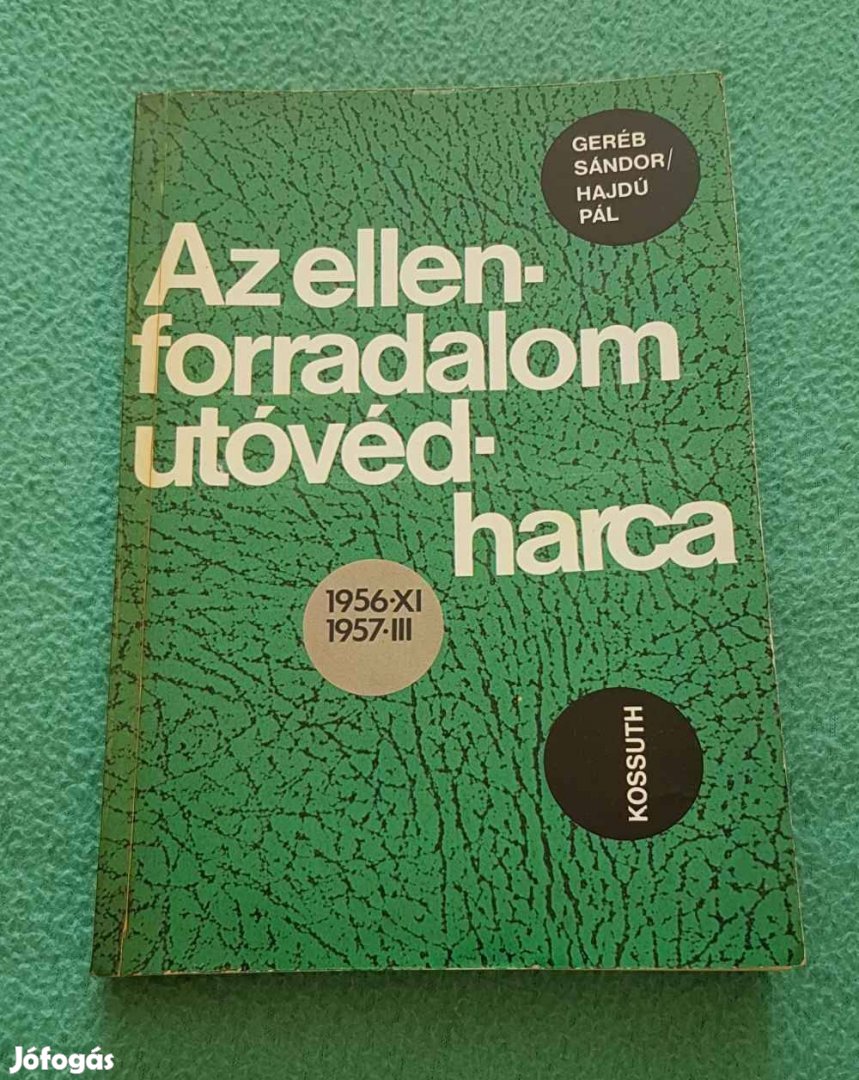 GERÉB
SÁNDOR/
HAJDÚ
PÁL
Az ellen-
forradalom
utóvéd-
harca
1956·XI
1957·III
KOSSUTH
Jófogás